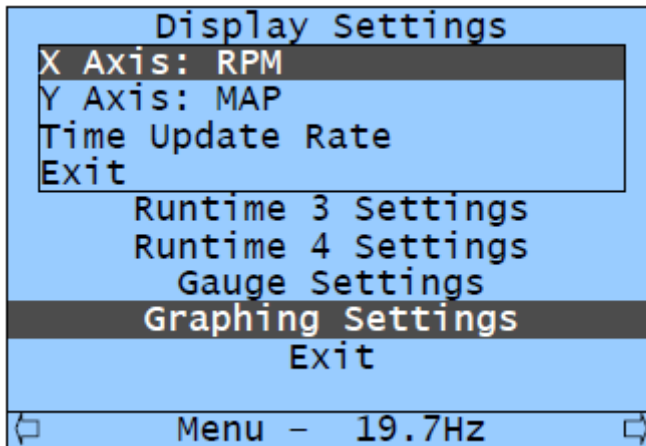 Display Settings
X Axis: RPM
Y Axis: MAP
Time Update Rate
Exit
Runtime 3 Settings
Runtime 4 Settings
Gauge Settings
Graphing Settings
Exit
Menu – 19.7Hz